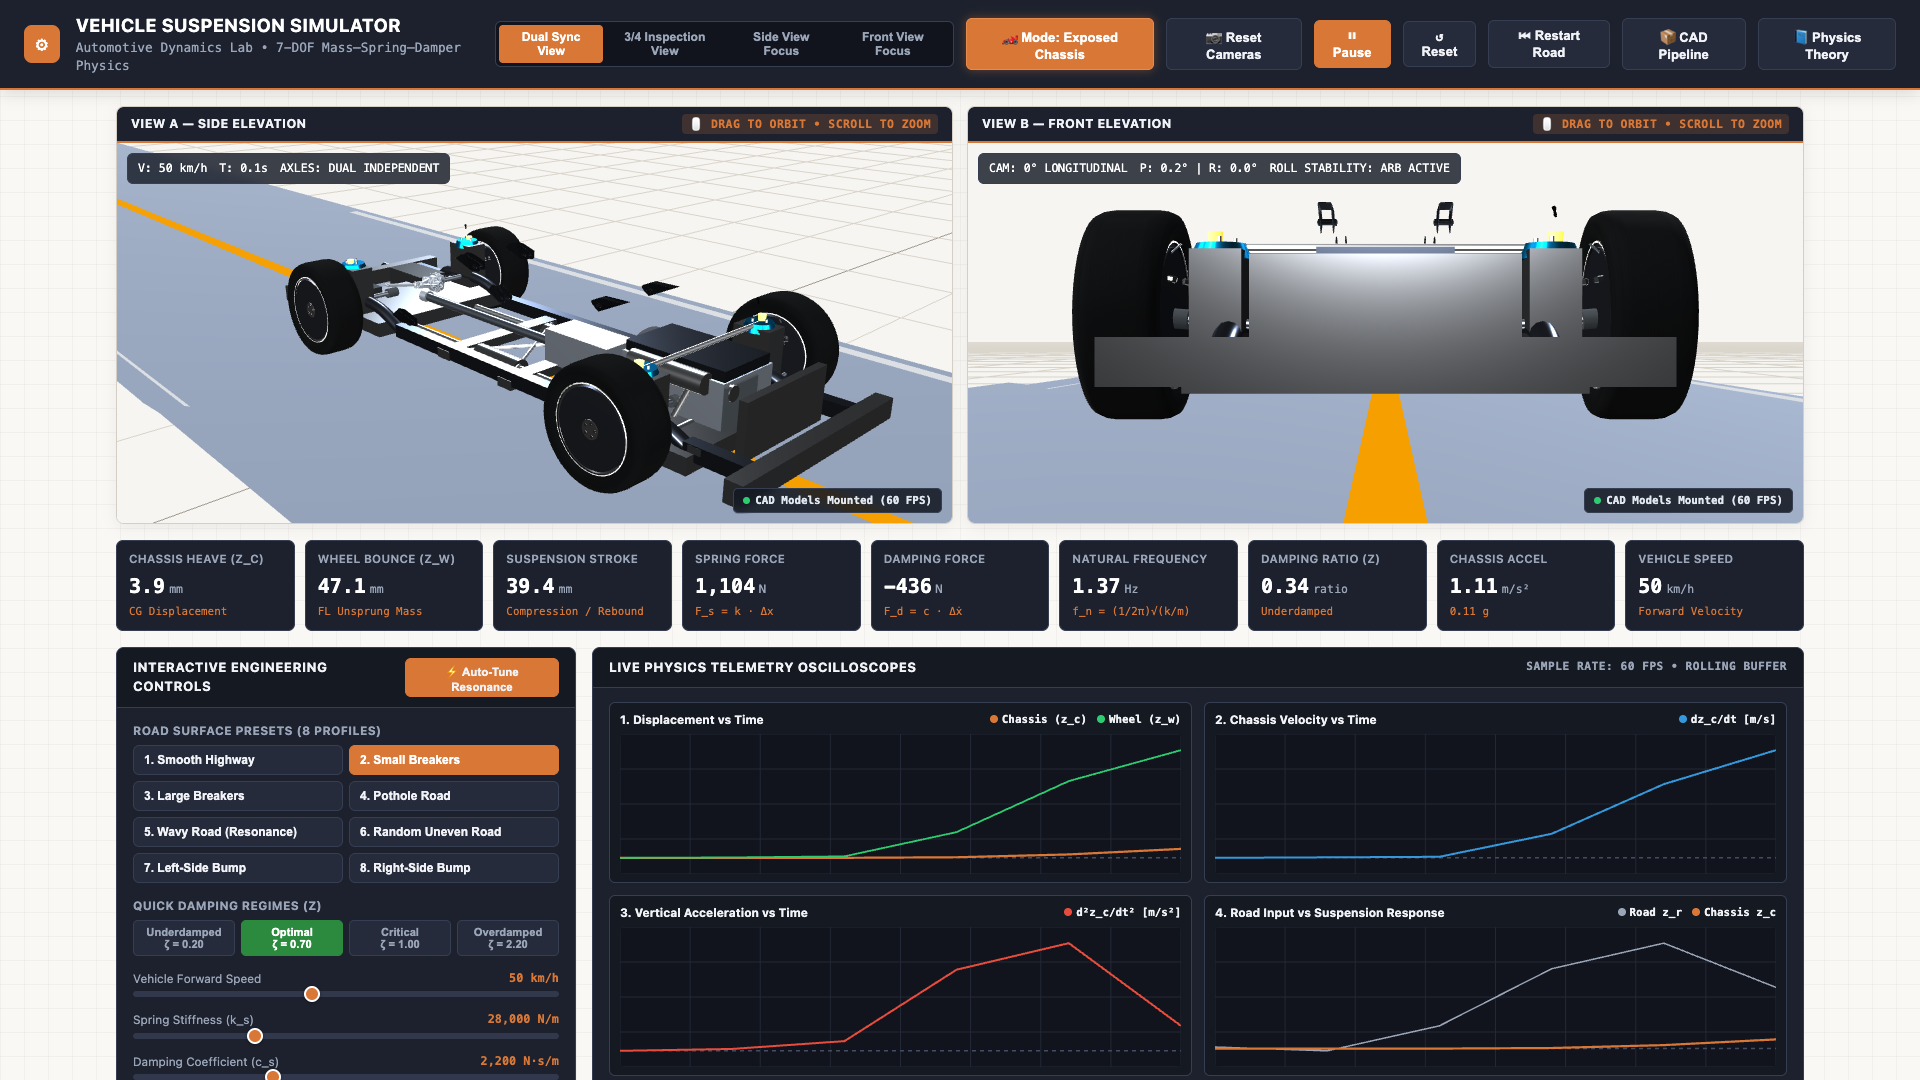 VEHICLE SUSPENSION SIMULATOR
Automotive Dynamics Lab • 7–DOF Mass–Spring–Damper
Physics
Dual Sync
View
3/4 Inspection
View
Side View
Focus
Front View
Focus
Mode: Exposed
Chassis
Reset
Cameras
Pause
Reset
Restart
Road
CAD
Pipeline
Physics
Theory
VIEW A — SIDE ELEVATION
DRAG TO ORBIT • SCROLL TO ZOOM
V: 50 km/h T: 0.1s AXLES: DUAL INDEPENDENT
CAD Models Mounted (60 FPS)
VIEW B — FRONT ELEVATION
DRAG TO ORBIT • SCROLL TO ZOOM
CAM: 0° LONGITUDINAL P: 0.2° | R: 0.0° ROLL STABILITY: ARB ACTIVE
CAD Models Mounted (60 FPS)
CHASSIS HEAVE (Z_C)
3.9 mm
CG Displacement
WHEEL BOUNCE (Z_W)
47.1 mm
FL Unsprung Mass
SUSPENSION STROKE
39.4 mm
Compression / Rebound
SPRING FORCE
1,104 N
F_s = k · Δx
DAMPING FORCE
−436 N
F_d = c · Δẋ
NATURAL FREQUENCY
1.37 Hz
f_n = (1/2π)√(k/m)
DAMPING RATIO (Z)
0.34 ratio
Underdamped
CHASSIS ACCEL
1.11 m/s²
0.11 g
VEHICLE SPEED
50 km/h
Forward Velocity
INTERACTIVE ENGINEERING
CONTROLS
⚡ Auto-Tune
Resonance
ROAD SURFACE PRESETS (8 PROFILES)
1. Smooth Highway
2. Small Breakers
3. Large Breakers
4. Pothole Road
5. Wavy Road (Resonance)
6. Random Uneven Road
7. Left-Side Bump
8. Right-Side Bump
QUICK DAMPING REGIMES (Ζ)
Underdamped
ζ = 0.20
Optimal
ζ = 0.70
Critical
ζ = 1.00
Overdamped
ζ = 2.20
Vehicle Forward Speed 50 km/h
Spring Stiffness (k_s) 28,000 N/m
Damping Coefficient (c_s) 2,200 N·s/m
LIVE PHYSICS TELEMETRY OSCILLOSCOPES
SAMPLE RATE: 60 FPS • ROLLING BUFFER
1. Displacement vs Time
Chassis (z_c) Wheel (z_w)
2. Chassis Velocity vs Time
dz_c/dt [m/s]
3. Vertical Acceleration vs Time
d²z_c/dt² [m/s²]
4. Road Input vs Suspension Response
Road z_r Chassis z_c